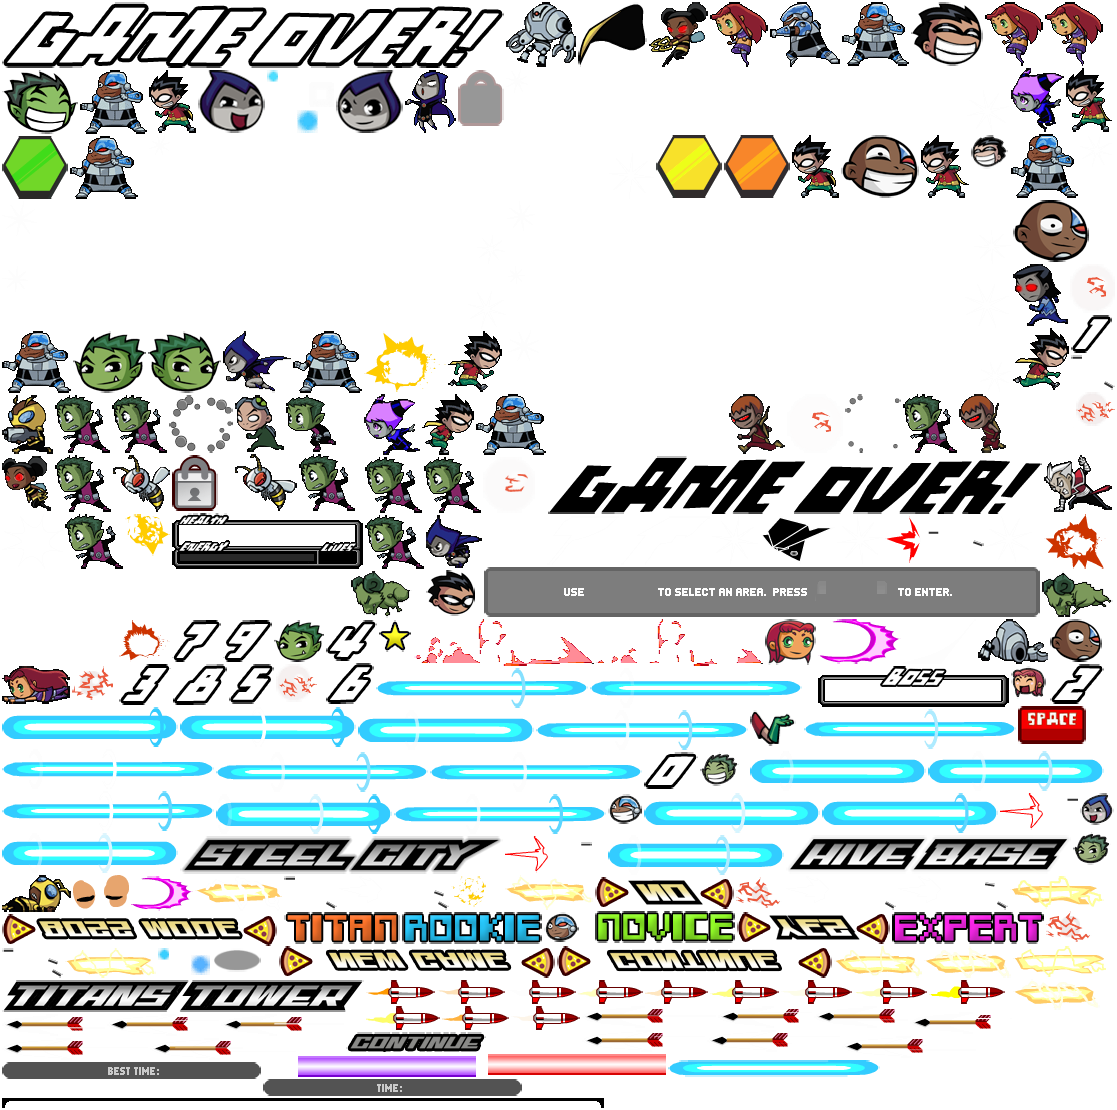 GAME OVER!
1
GAME OVER!
HEALTH
ENERGY LIVES
USE TO SELECT AN AREA. PRESS TO ENTER.
7 9 4
3 8 5 6
BOSS
2
SPACE
0
STEEL CITY
HIVE BASE
NO
BOSS MODE
TITAN ROOKIE
NOVICE
YES
EXPERT
NEW GAME
CONTINUE
TITANS TOWER
CONTINUE
BEST TIME:
TIME: